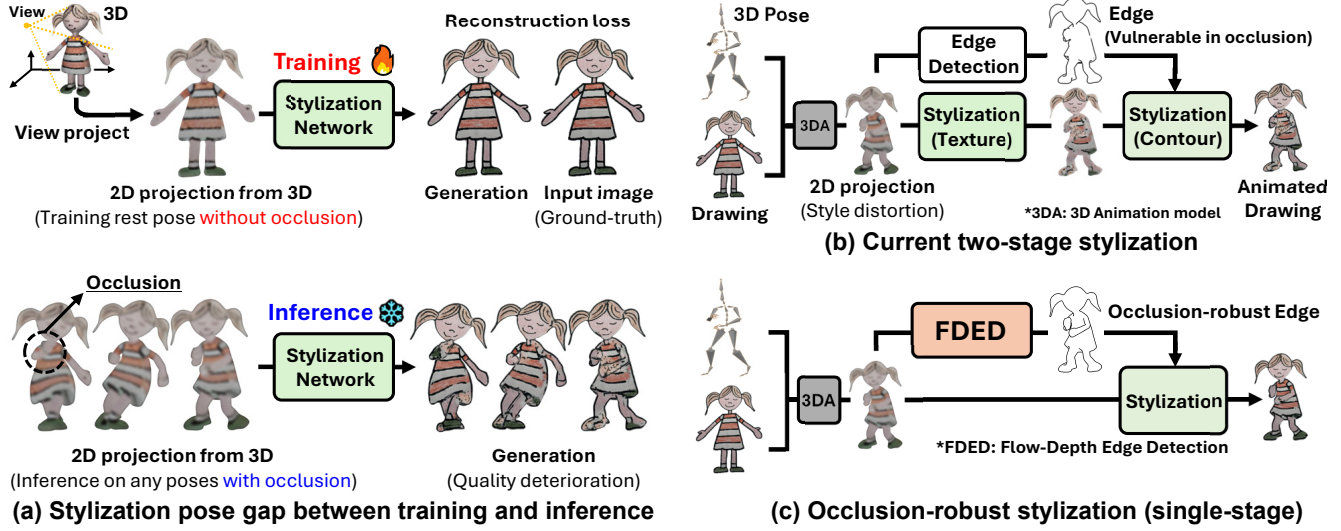 View
3D
View project
2D projection from 3D
(Training rest pose without occlusion)
Training
Stylization
Network
Reconstruction loss
Generation
Input image
(Ground-truth)
Occlusion
2D projection from 3D
(Inference on any poses with occlusion)
Inference
Stylization
Network
Generation
(Quality deterioration)
(a) Stylization pose gap between training and inference
3D Pose
Drawing
3DA
2D projection
(Style distortion)
Edge
Detection
Edge
(Vulnerable in occlusion)
Stylization
(Texture)
Stylization
(Contour)
Animated
Drawing
*3DA: 3D Animation model
(b) Current two-stage stylization
3DA
FDED
Occlusion-robust Edge
Stylization
*FDED: Flow-Depth Edge Detection
(c) Occlusion-robust stylization (single-stage)